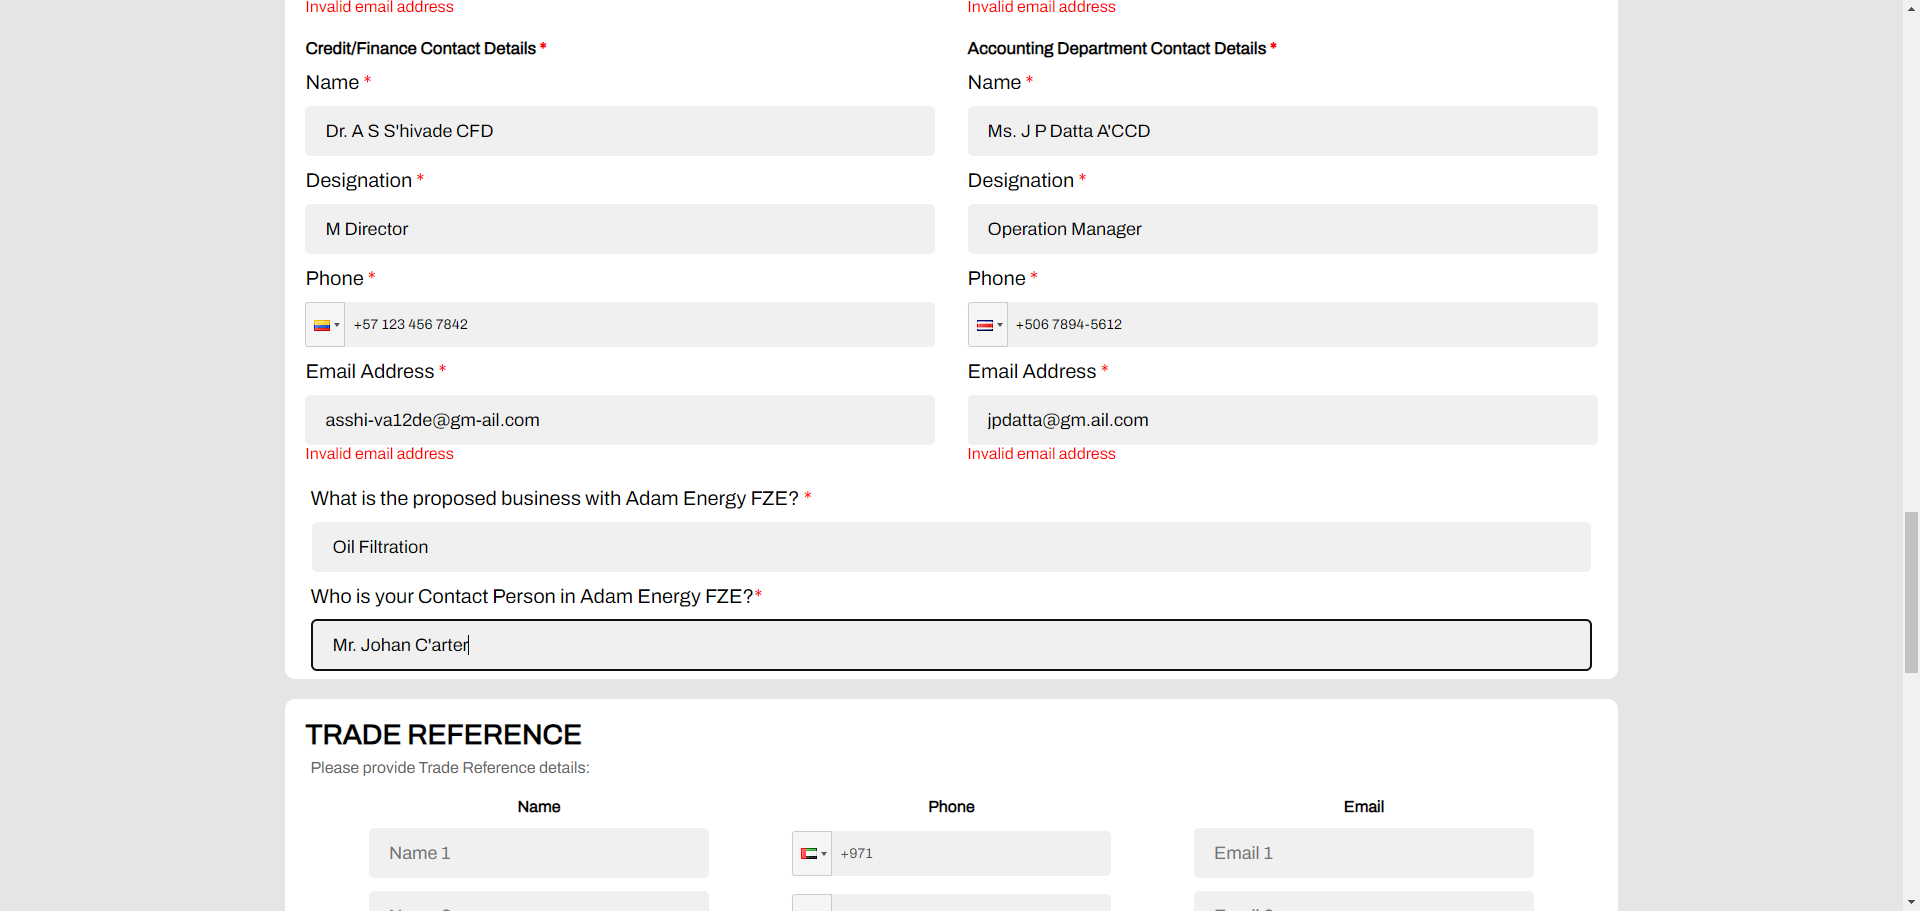 Invalid email address
Invalid email address
Credit/Finance Contact Details *
Accounting Department Contact Details *
Name *
Name *
Dr. A S S'hivade CFD
Ms. J P Datta A'CCD
Designation *
Designation *
M Director
Operation Manager
Phone *
Phone *
+57 123 456 7842
+506 7894-5612
Email Address *
Email Address *
asshi-va12de@gm-ail.com
jpdatta@gm.ail.com
Invalid email address
Invalid email address
What is the proposed business with Adam Energy FZE? *
Oil Filtration
Who is your Contact Person in Adam Energy FZE?*
Mr. Johan C'arter
TRADE REFERENCE
Please provide Trade Reference details:
Name
Phone
Email
Name 1
+971
Email 1